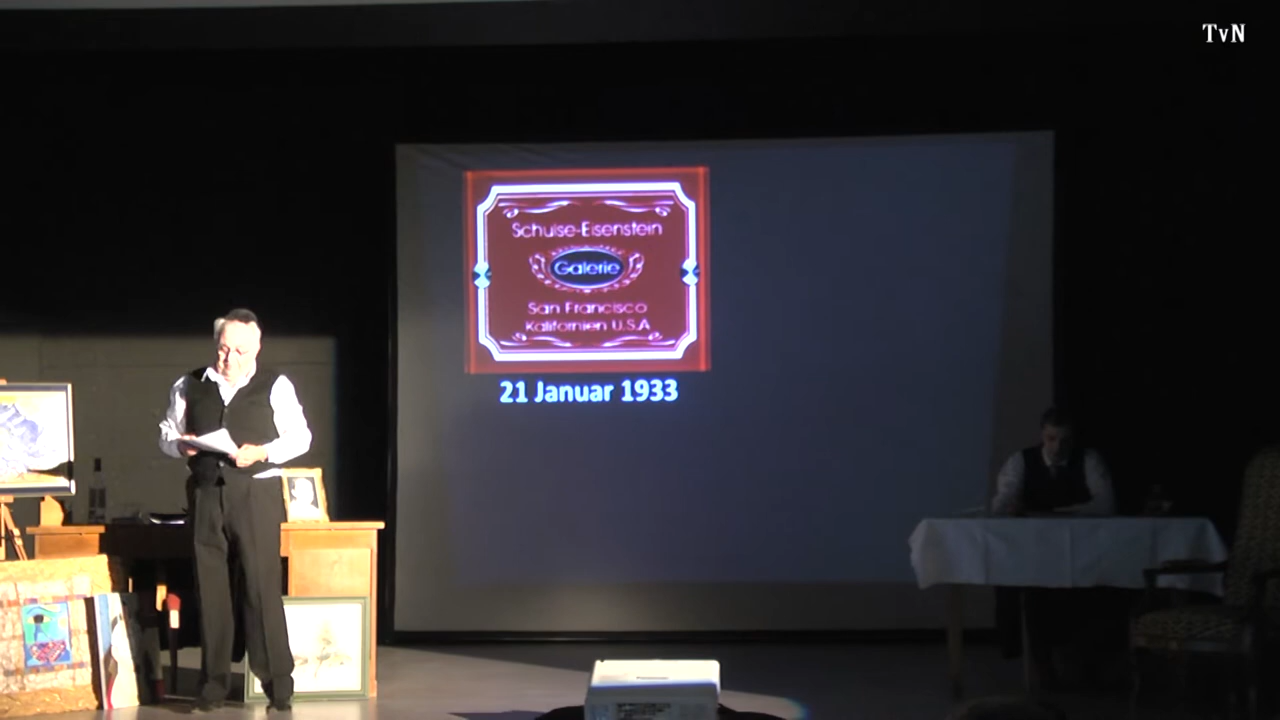 TvN
Schulse-Eisenstein
Galerie
San Francisco
Kalifornien U.S.A
21 Januar 1933